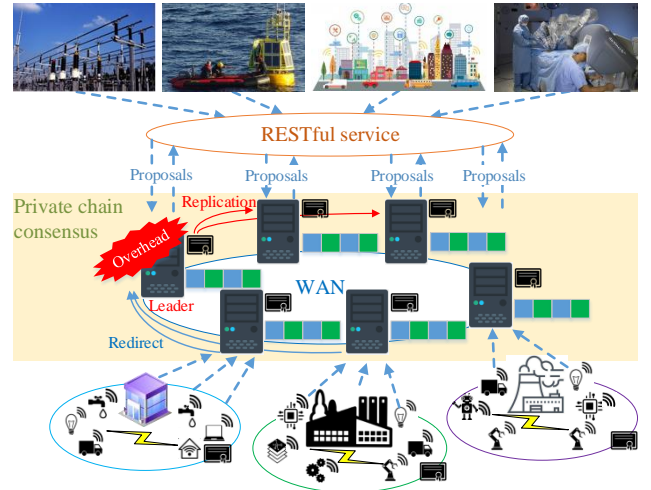 RESTful service
Proposals
Proposals
Proposals
Proposals
Private chain
consensus
Replication
Overhead
WAN
Leader
Redirect